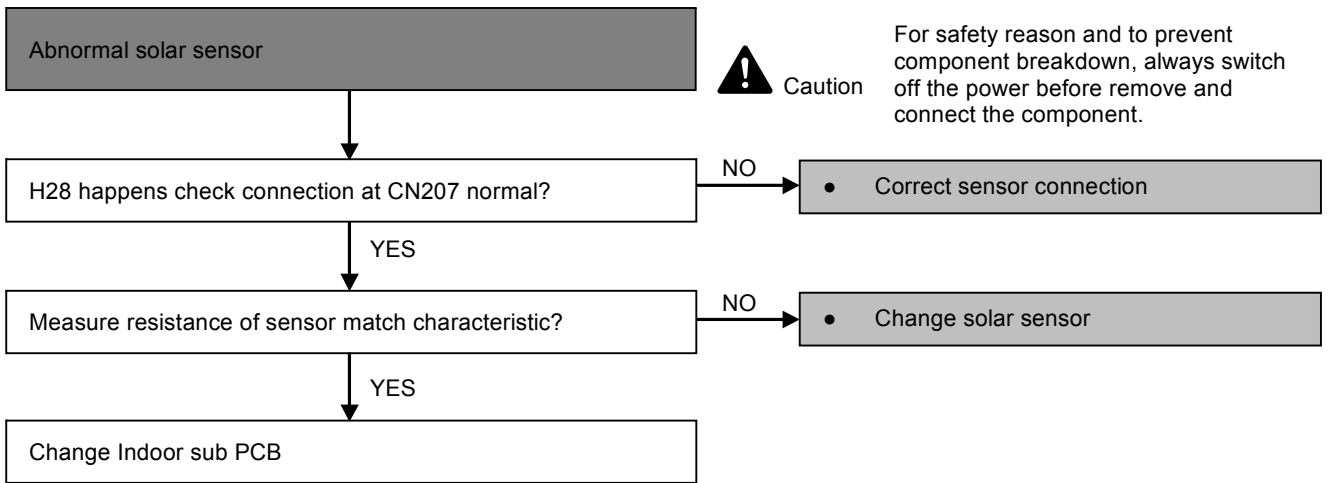 Abnormal solar sensor
Caution
For safety reason and to prevent
component breakdown, always switch
off the power before remove and
connect the component.
H28 happens check connection at CN207 normal?
NO
● Correct sensor connection
YES
Measure resistance of sensor match characteristic?
NO
● Change solar sensor
YES
Change Indoor sub PCB